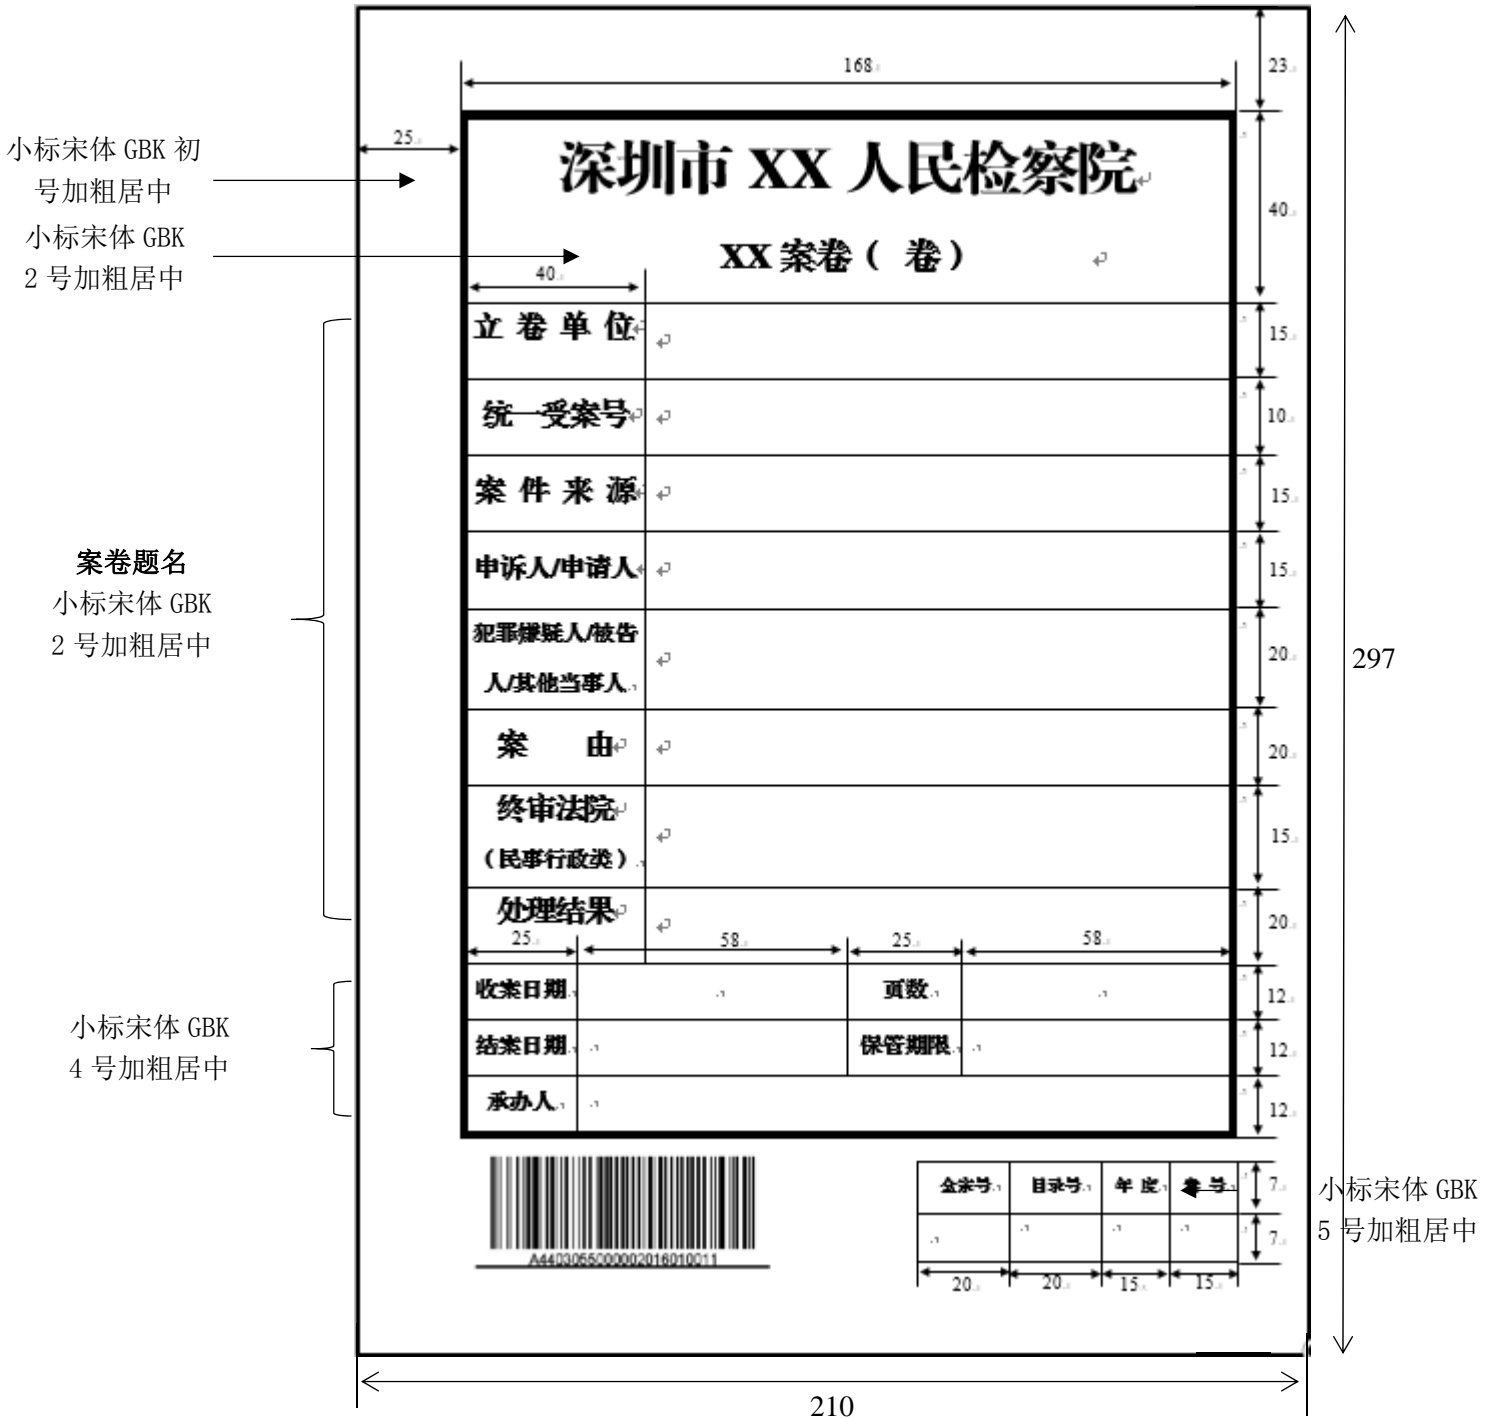 168
23
25
小标宋体 GBK 初
号加粗居中
深圳市 XX 人民检察院
40
小标宋体 GBK
2 号加粗居中
XX 案卷（ 卷）
40
立 卷 单 位
15
统一受案号
10
案 件 来 源
15
申诉人/申请人
15
案卷题名
小标宋体 GBK
2 号加粗居中
犯罪嫌疑人/被告
人/其他当事人
20
297
案 由
20
终审法院
（民事行政类）
15
处理结果
20
25
58
25
58
收案日期
页数
12
小标宋体 GBK
4 号加粗居中
结案日期
保管期限
12
承办人
12
全宗号
目录号
年 度
卷 号
7
小标宋体 GBK
5 号加粗居中
7
A4403055000002016010011
20
20
15
15
210